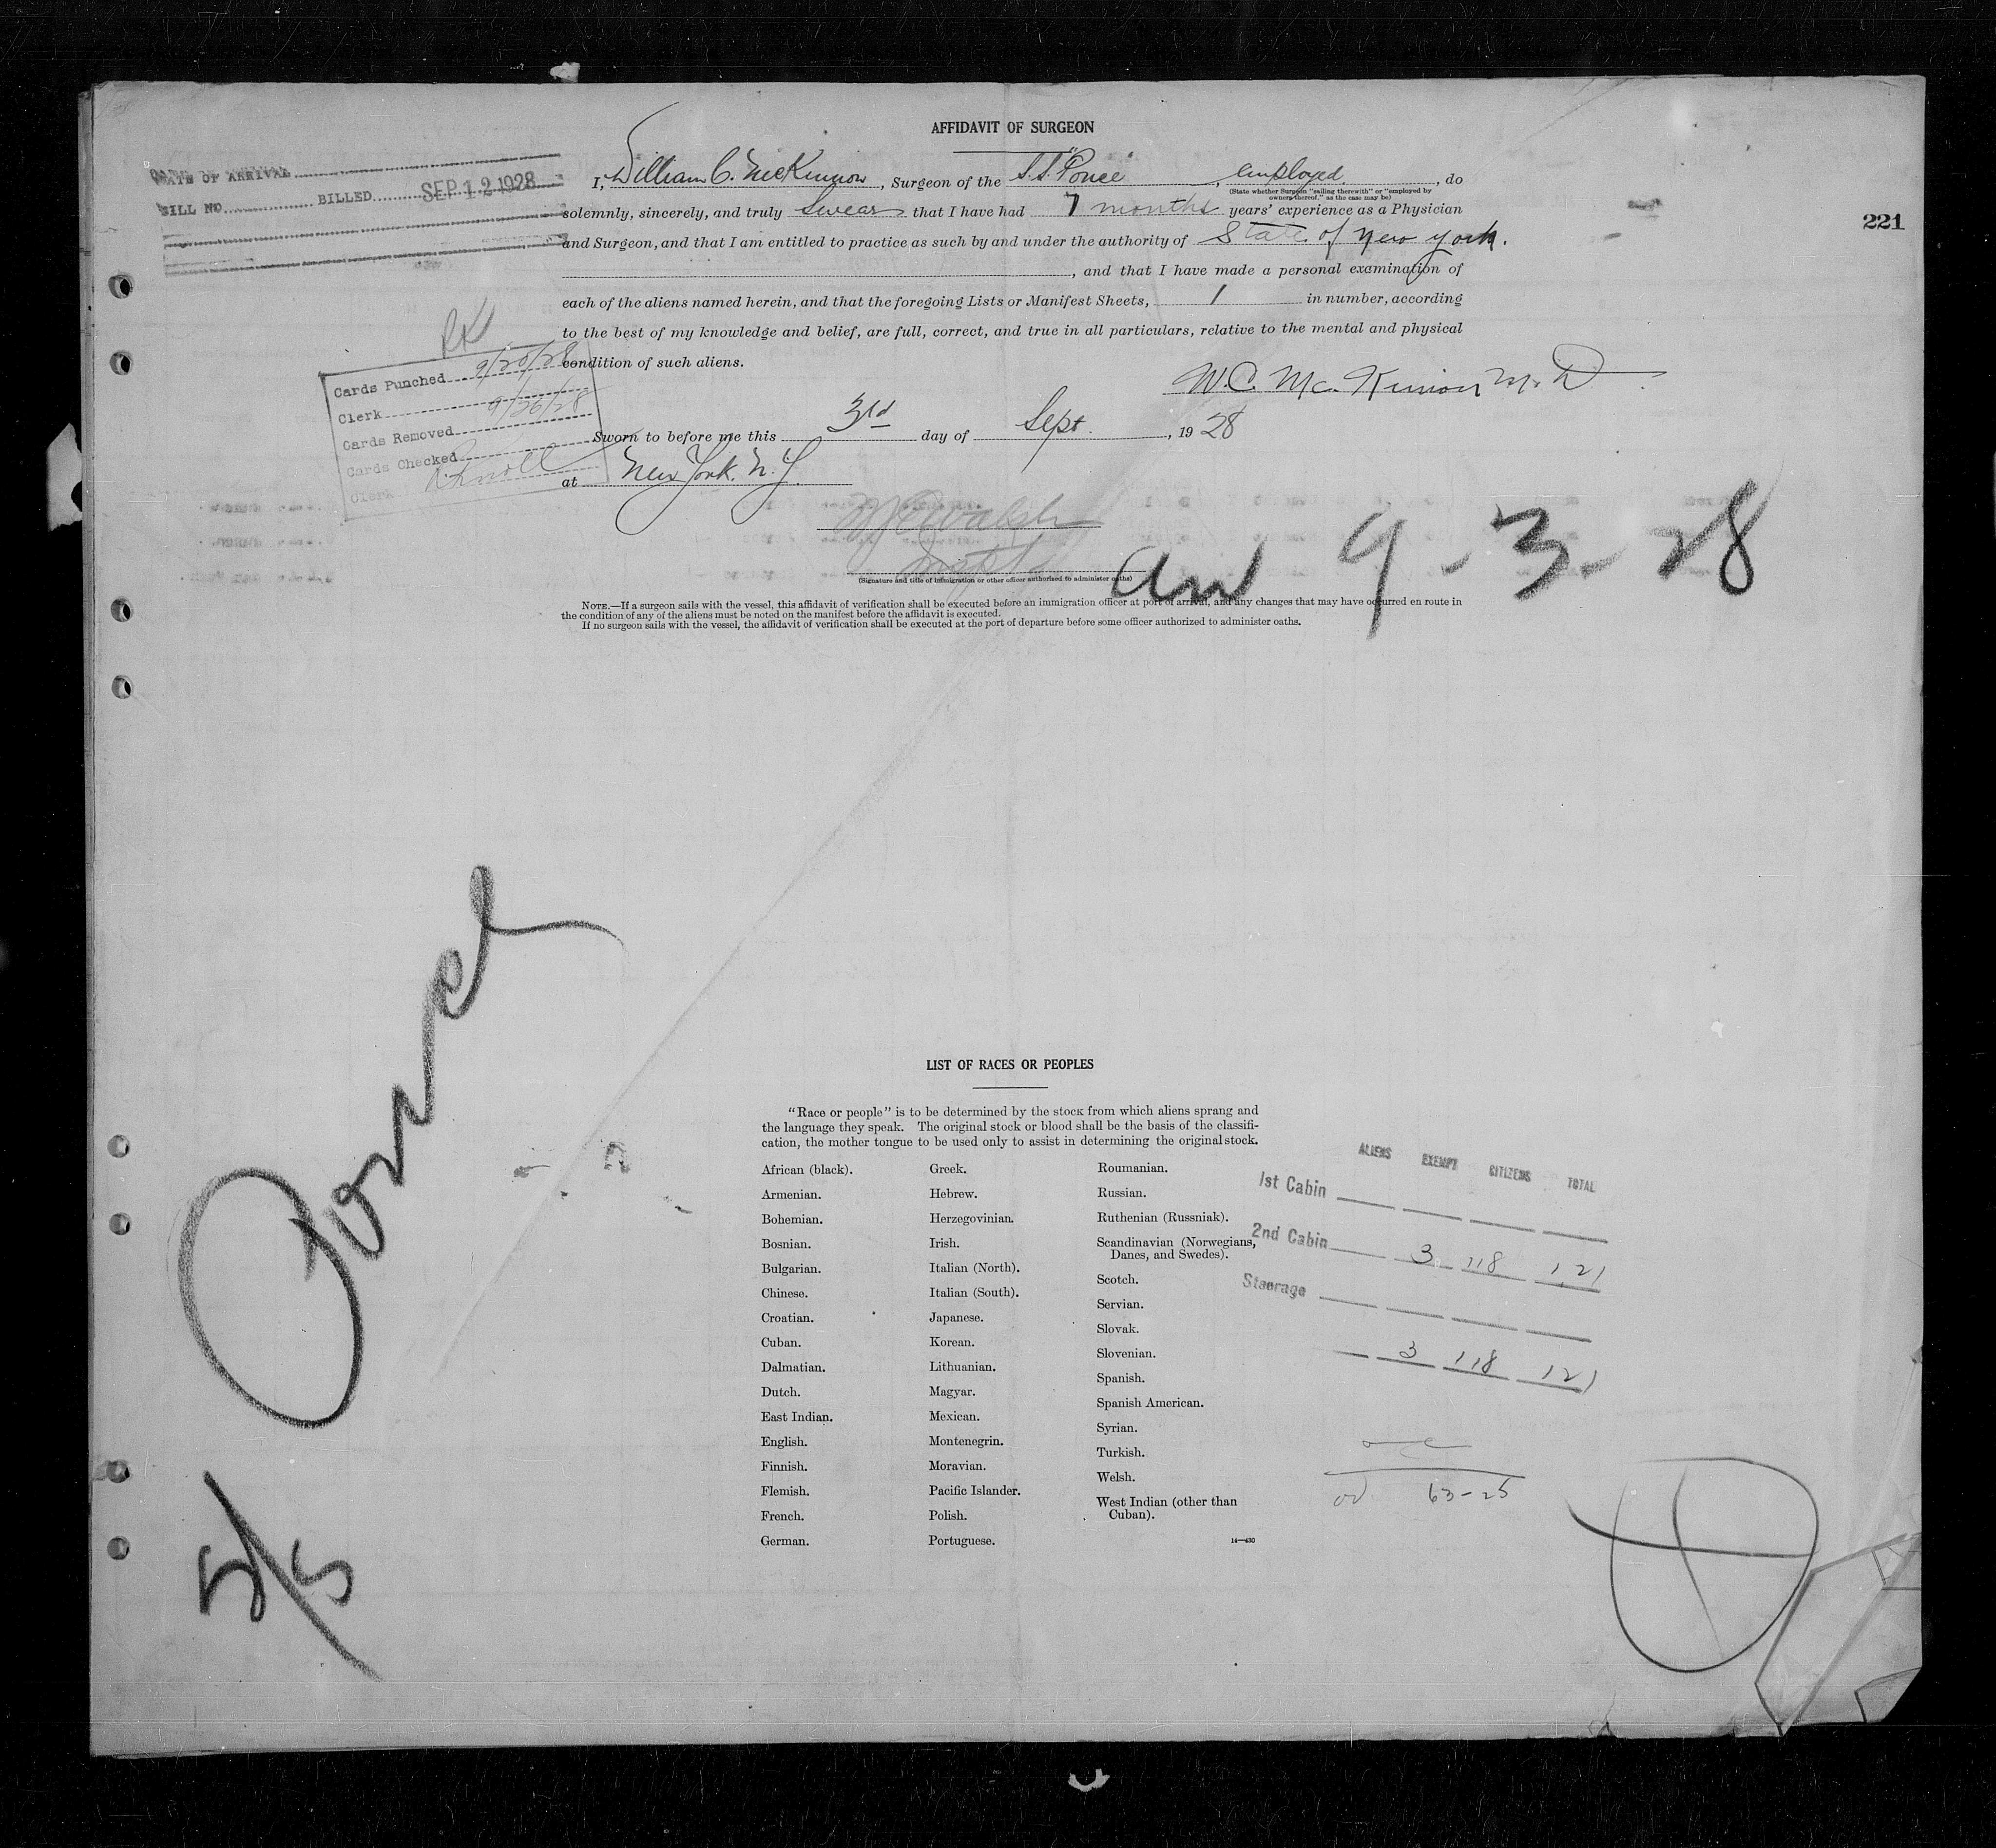 AFFIDAVIT OF SURGEON
DATE OF ARRIVAL
BILL NO. BILLED SEP 12 1928
I, William C. McKinnon, Surgeon of the S.S. "Ponce", employed, do
(State whether Surgeon "sailing therewith" or "employed by owners thereof," as the case may be)
solemnly, sincerely, and truly swear that I have had 7 months years' experience as a Physician
and Surgeon, and that I am entitled to practice as such by and under the authority of State of New York.
, and that I have made a personal examination of
each of the aliens named herein, and that the foregoing Lists or Manifest Sheets, 1 in number, according
to the best of my knowledge and belief, are full, correct, and true in all particulars, relative to the mental and physical
condition of such aliens.
221
Cards Punched 9/20/28
Clerk
Cards Removed 9/26/28
Cards Checked
Clerk
W.C. McKinnon M.D.
Sworn to before me this 3rd day of Sept., 1928
at New York. N.Y.
(Signature and title of immigration or other officer authorized to administer oaths)
9-3-28
NOTE.—If a surgeon sails with the vessel, this affidavit of verification shall be executed before an immigration officer at port of arrival, and any changes that may have occurred en route in
the condition of any of the aliens must be noted on the manifest before the affidavit is executed.
If no surgeon sails with the vessel, the affidavit of verification shall be executed at the port of departure before some officer authorized to administer oaths.
Ponce
5/5
LIST OF RACES OR PEOPLES
"Race or people" is to be determined by the stock from which aliens sprang and
the language they speak. The original stock or blood shall be the basis of the classifi-
cation, the mother tongue to be used only to assist in determining the original stock.
African (black).
Armenian.
Bohemian.
Bosnian.
Bulgarian.
Chinese.
Croatian.
Cuban.
Dalmatian.
Dutch.
East Indian.
English.
Finnish.
Flemish.
French.
German.
Greek.
Hebrew.
Herzegovinian.
Irish.
Italian (North).
Italian (South).
Japanese.
Korean.
Lithuanian.
Magyar.
Mexican.
Montenegrin.
Moravian.
Pacific Islander.
Polish.
Portuguese.
Roumanian.
Russian.
Ruthenian (Russniak).
Scandinavian (Norwegians,
Danes, and Swedes).
Scotch.
Servian.
Slovak.
Slovenian.
Spanish.
Spanish American.
Syrian.
Turkish.
Welsh.
West Indian (other than
Cuban).
14—430
ALIENS EXEMPT CITIZENS TOTAL
1st Cabin
2nd Cabin 3 118 121
Steerage
3 118 121
63-25